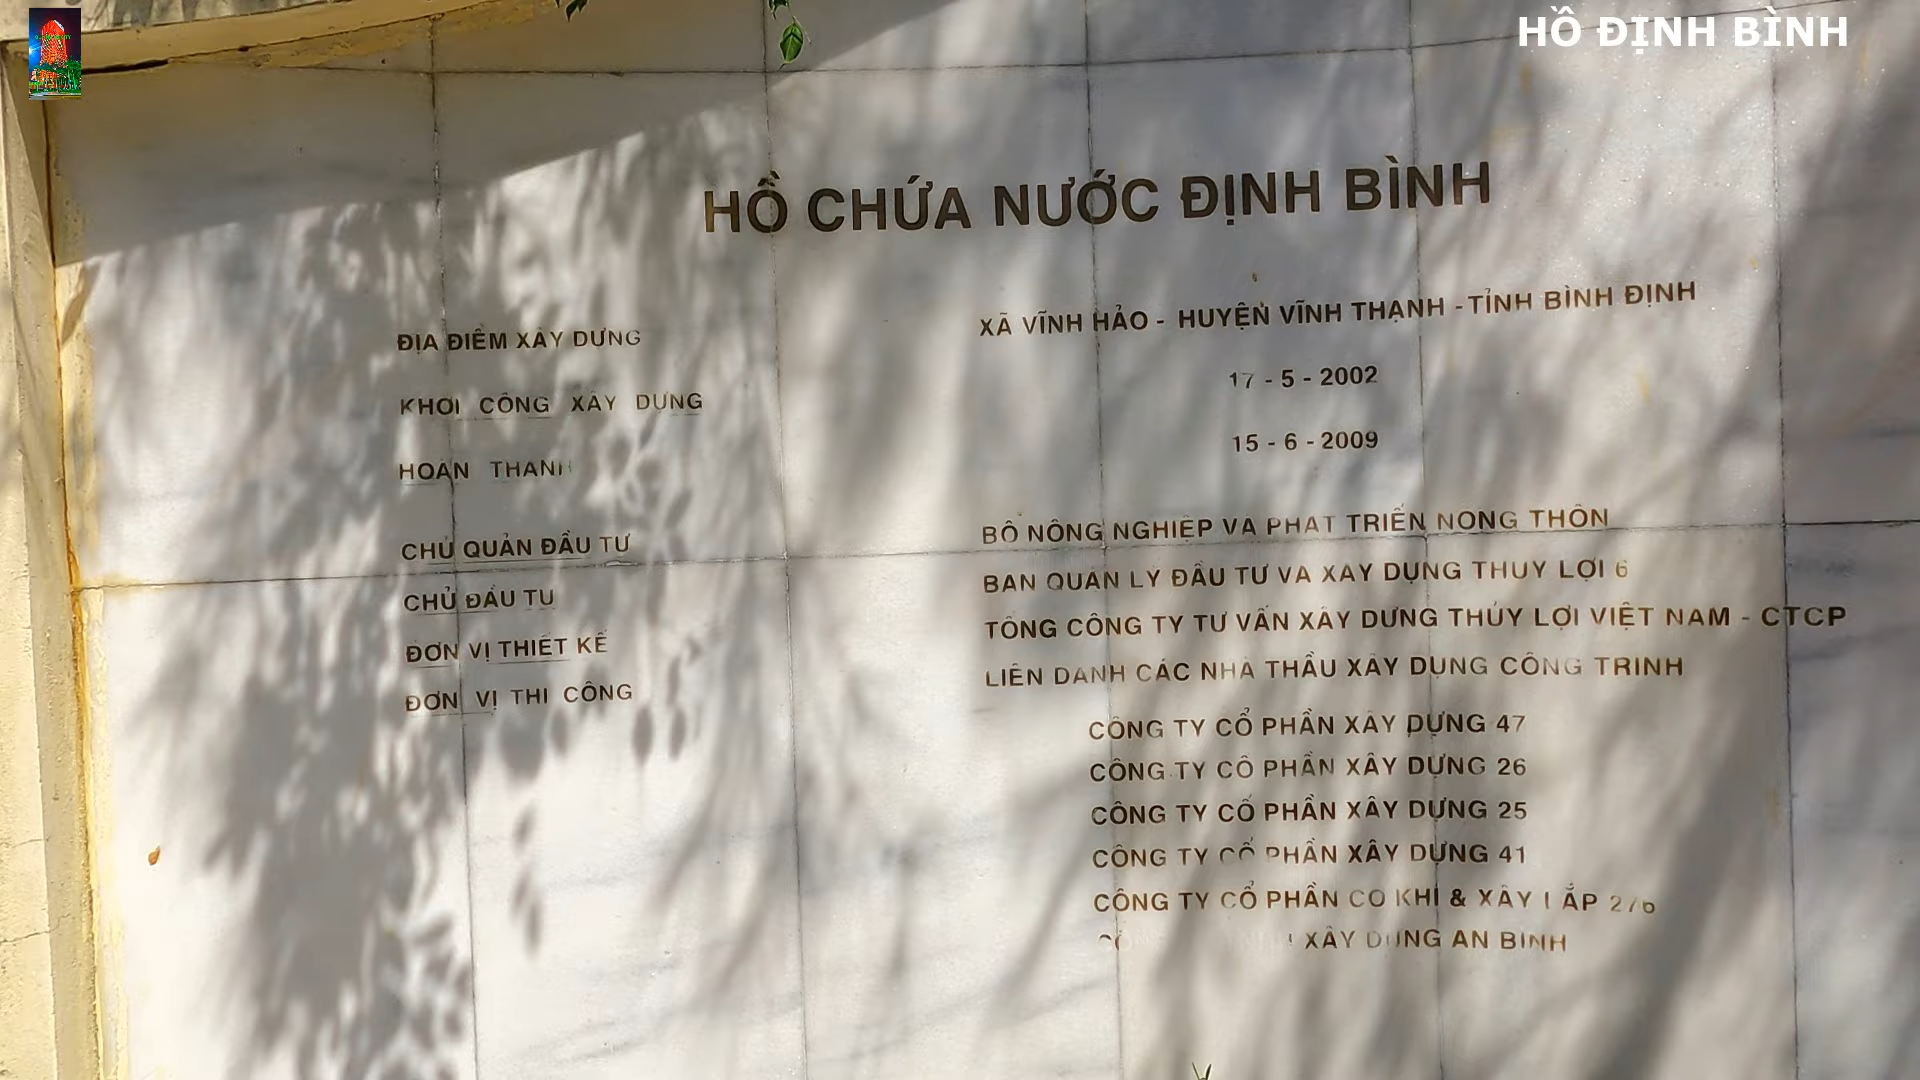 HỒ ĐỊNH BÌNH
HỒ CHỨA NƯỚC ĐỊNH BÌNH
ĐỊA ĐIỂM XÂY DỰNG XÃ VĨNH HẢO - HUYỆN VĨNH THẠNH - TỈNH BÌNH ĐỊNH
KHỞI CÔNG XÂY DỰNG 17 - 5 - 2002
HOÀN THÀNH 15 - 6 - 2009
CHỦ QUẢN ĐẦU TƯ BỘ NÔNG NGHIỆP VÀ PHÁT TRIỂN NÔNG THÔN
CHỦ ĐẦU TƯ BAN QUẢN LÝ ĐẦU TƯ VÀ XÂY DỰNG THỦY LỢI 6
ĐƠN VỊ THIẾT KẾ TỔNG CÔNG TY TƯ VẤN XÂY DỰNG THỦY LỢI VIỆT NAM - CTCP
ĐƠN VỊ THI CÔNG LIÊN DANH CÁC NHÀ THẦU XÂY DỰNG CÔNG TRÌNH
CÔNG TY CỔ PHẦN XÂY DỰNG 47
CÔNG TY CỔ PHẦN XÂY DỰNG 26
CÔNG TY CỔ PHẦN XÂY DỰNG 25
CÔNG TY CỔ PHẦN XÂY DỰNG 41
CÔNG TY CỔ PHẦN CƠ KHÍ & XÂY LẮP 276
XÂY DỰNG AN BÌNH